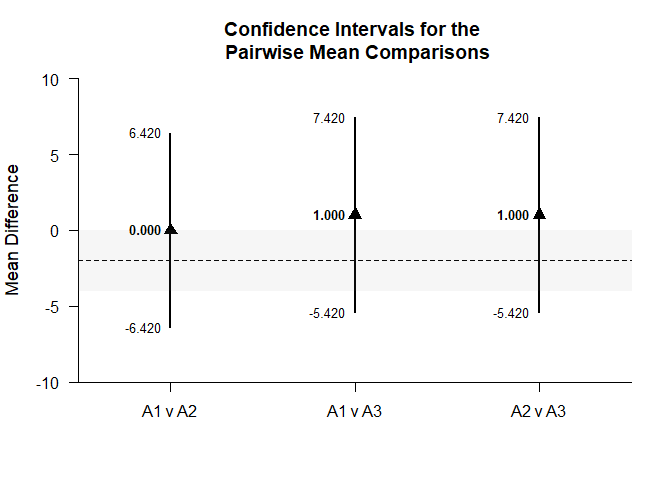 Confidence Intervals for the
Pairwise Mean Comparisons
Mean Difference
10
5
0
-5
-10
6.420
0.000
-6.420
7.420
1.000
-5.420
7.420
1.000
-5.420
A1 v A2
A1 v A3
A2 v A3